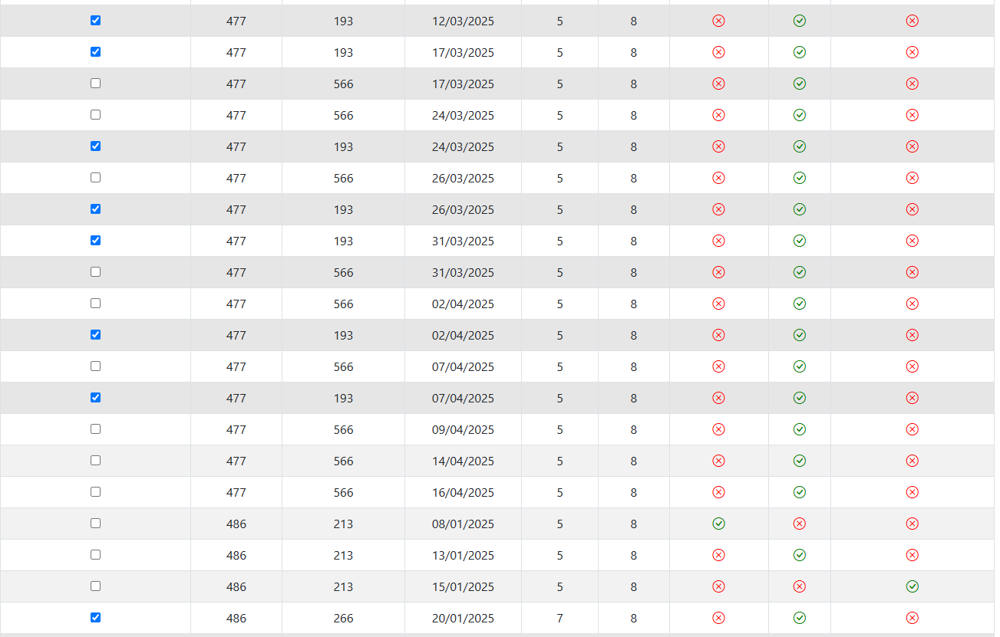 477 193 12/03/2025 5 8
477 193 17/03/2025 5 8
477 566 17/03/2025 5 8
477 566 24/03/2025 5 8
477 193 24/03/2025 5 8
477 566 26/03/2025 5 8
477 193 26/03/2025 5 8
477 193 31/03/2025 5 8
477 566 31/03/2025 5 8
477 566 02/04/2025 5 8
477 193 02/04/2025 5 8
477 566 07/04/2025 5 8
477 193 07/04/2025 5 8
477 566 09/04/2025 5 8
477 566 14/04/2025 5 8
477 566 16/04/2025 5 8
486 213 08/01/2025 5 8
486 213 13/01/2025 5 8
486 213 15/01/2025 5 8
486 266 20/01/2025 7 8